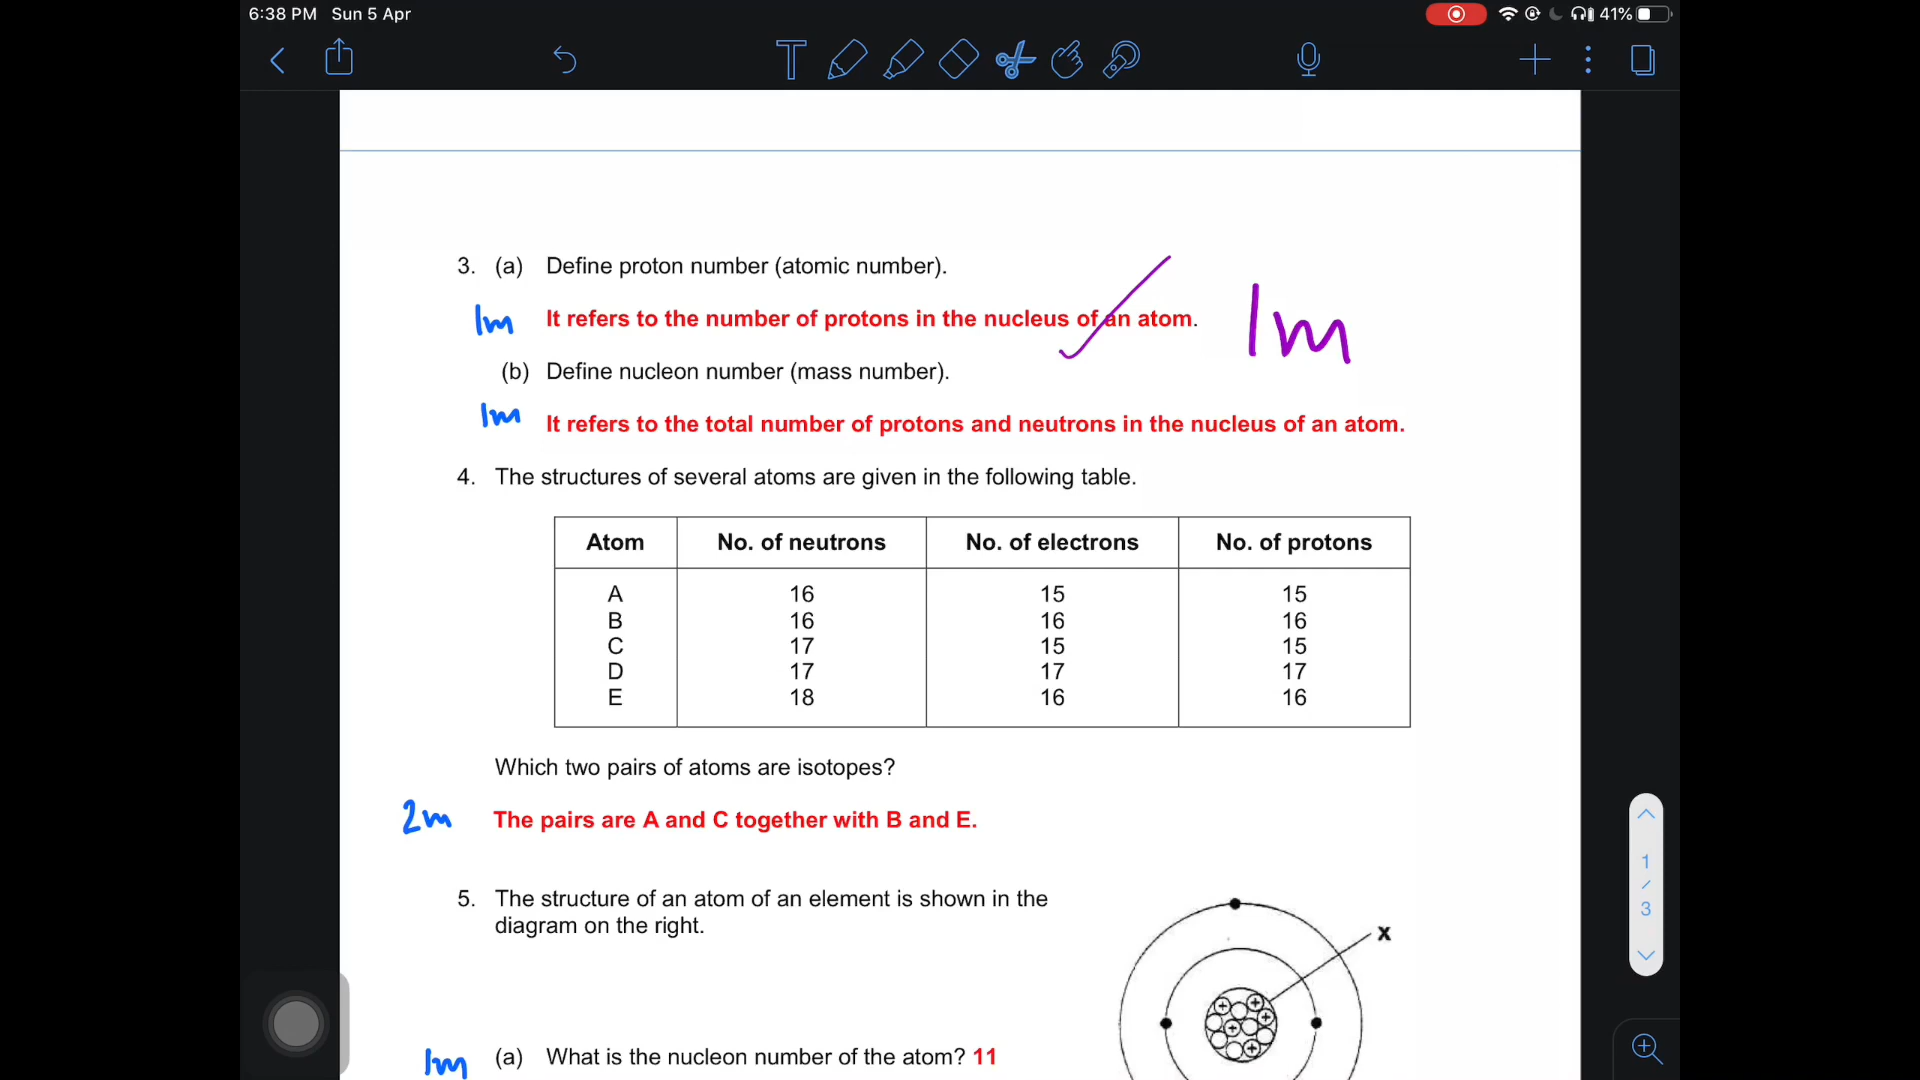 6:38 PM Sun 5 Apr
41%
3. (a) Define proton number (atomic number).
1m It refers to the number of protons in the nucleus of an atom. 1m
(b) Define nucleon number (mass number).
1m It refers to the total number of protons and neutrons in the nucleus of an atom.
4. The structures of several atoms are given in the following table.
Atom No. of neutrons No. of electrons No. of protons
A 16 15 15
B 16 16 16
C 17 15 15
D 17 17 17
E 18 16 16
Which two pairs of atoms are isotopes?
2m The pairs are A and C together with B and E.
5. The structure of an atom of an element is shown in the
diagram on the right.
X
1m (a) What is the nucleon number of the atom? 11
1
/
3